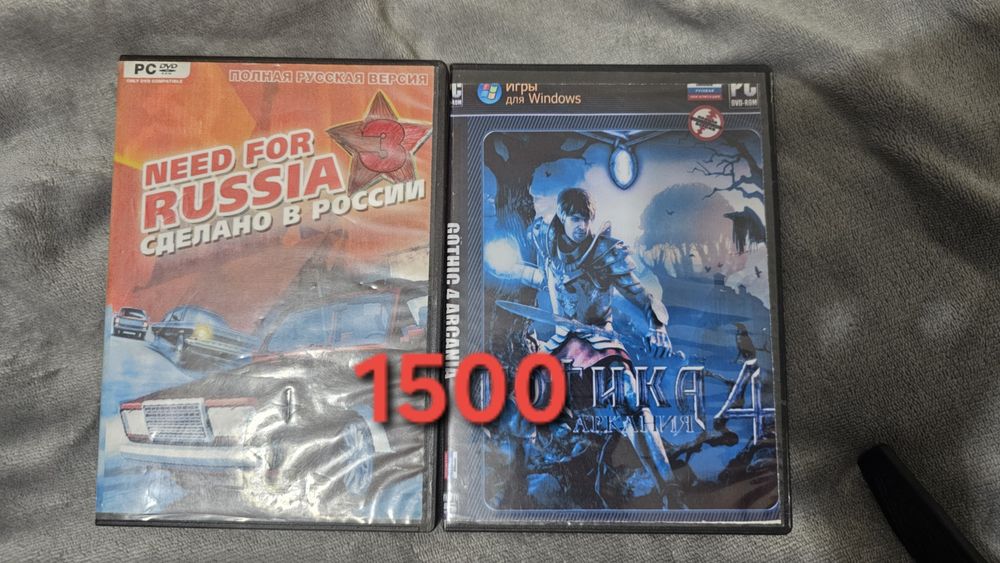 PC DVD
ONLY DVD COMPATIBLE
ПОЛНАЯ РУССКАЯ ВЕРСИЯ
NEED FOR
RUSSIA 3
СДЕЛАНО В РОССИИ
GOTHIC 4 ARCANIA
Игры
для Windows
PC
DVD-ROM
ГОТИКА 4
АРКАНИЯ
1500